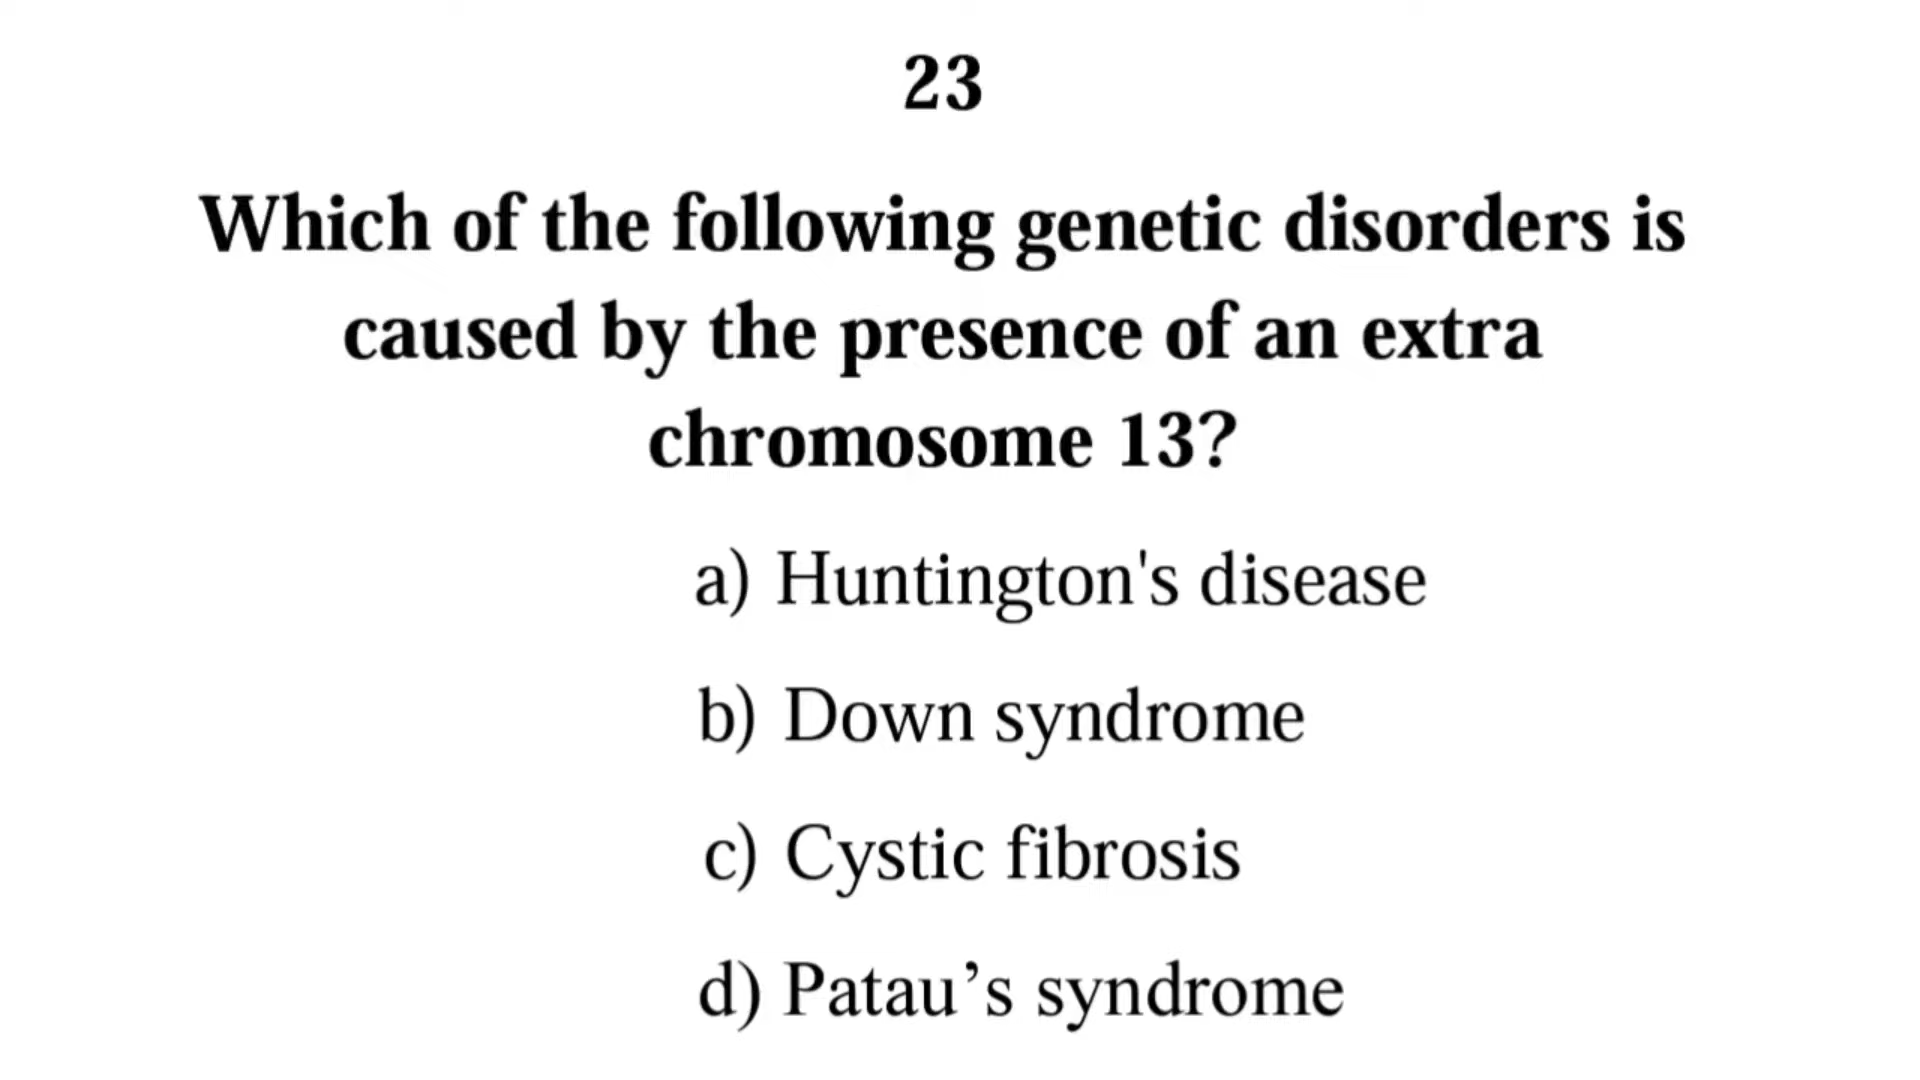 23
Which of the following genetic disorders is
caused by the presence of an extra
chromosome 13?
a) Huntington's disease
b) Down syndrome
c) Cystic fibrosis
d) Patau’s syndrome